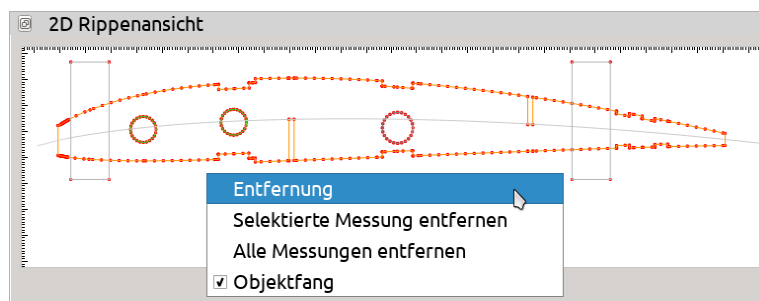 2D Rippenansicht
Entfernung
Selektierte Messung entfernen
Alle Messungen entfernen
Objektfang